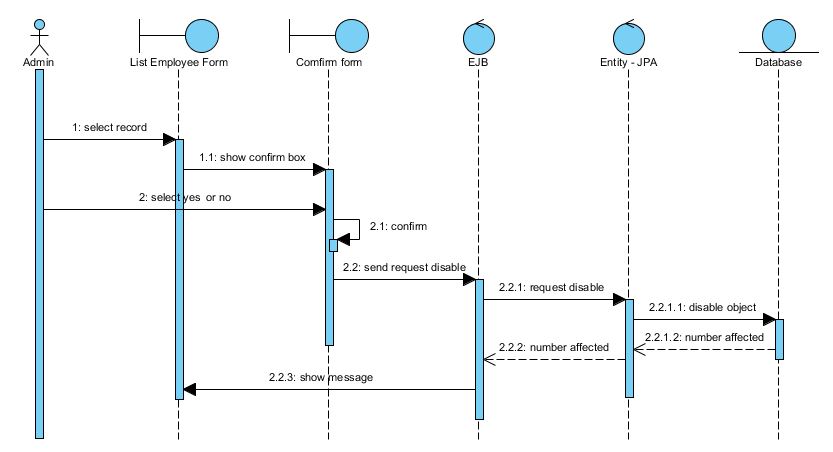 Admin
List Employee Form
Comfirm form
EJB
Entity - JPA
Database
1: select record
1.1: show confirm box
2: select yes or no
2.1: confirm
2.2: send request disable
2.2.1: request disable
2.2.1.1: disable object
2.2.1.2: number affected
2.2.2: number affected
2.2.3: show message